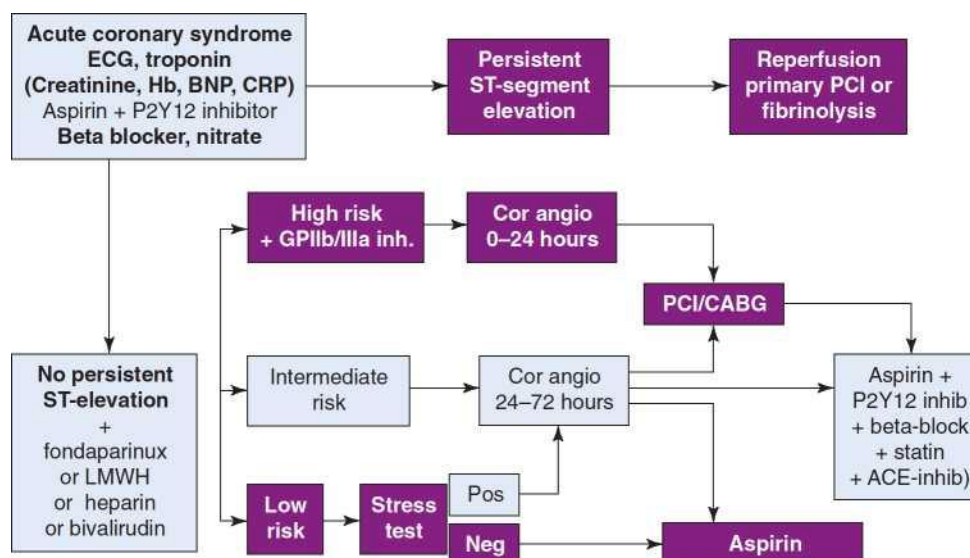 Acute coronary syndrome
ECG, troponin
(Creatinine, Hb, BNP, CRP)
Aspirin + P2Y12 inhibitor
Beta blocker, nitrate
Persistent
ST-segment
elevation
Reperfusion
primary PCI or
fibrinolysis
High risk
+ GPIIb/IIIa inh.
Cor angio
0–24 hours
PCI/CABG
No persistent
ST-elevation
+
fondaparinux
or LMWH
or heparin
or bivalirudin
Intermediate
risk
Cor angio
24–72 hours
Aspirin +
P2Y12 inhib
+ beta-block
+ statin
+ ACE-inhib)
Low
risk
Stress
test
Pos
Neg
Aspirin